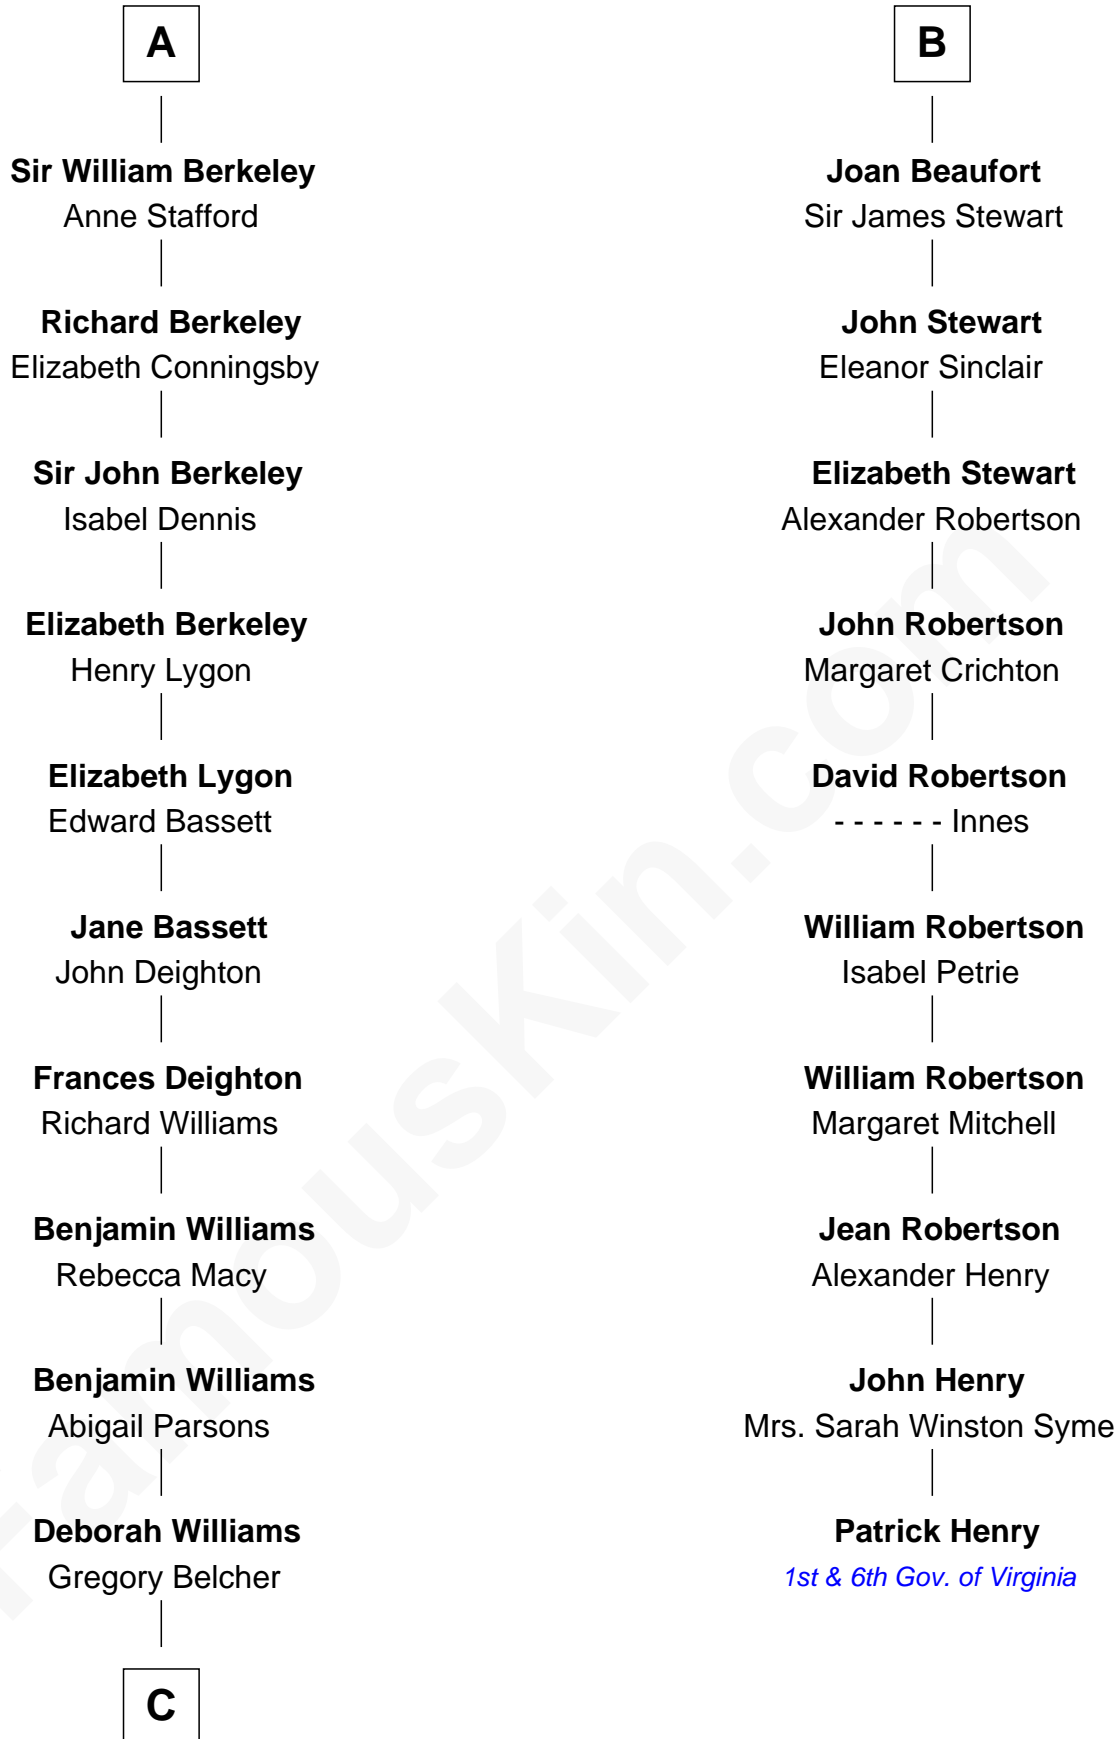 A
Sir William Berkeley
Anne Stafford
Richard Berkeley
Elizabeth Conningsby
Sir John Berkeley
Isabel Dennis
Elizabeth Berkeley
Henry Lygon
Elizabeth Lygon
Edward Bassett
Jane Bassett
John Deighton
Frances Deighton
Richard Williams
Benjamin Williams
Rebecca Macy
Benjamin Williams
Abigail Parsons
Deborah Williams
Gregory Belcher
C
B
Joan Beaufort
Sir James Stewart
John Stewart
Eleanor Sinclair
Elizabeth Stewart
Alexander Robertson
John Robertson
Margaret Crichton
David Robertson
- - - - - - Innes
William Robertson
Isabel Petrie
William Robertson
Margaret Mitchell
Jean Robertson
Alexander Henry
John Henry
Mrs. Sarah Winston Syme
Patrick Henry
1st & 6th Gov. of Virginia
FamousKin.com